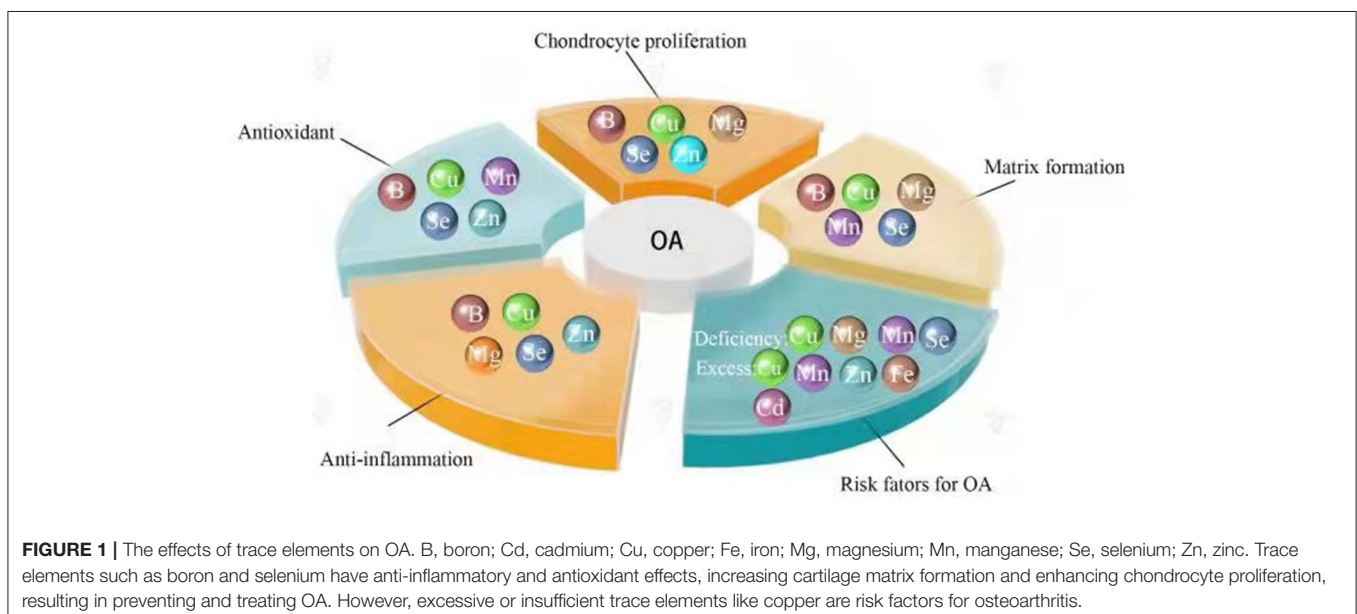 Chondrocyte proliferation
B Cu Mg
Se Zn
Antioxidant
B Cu Mn
Se Zn
Matrix formation
B Cu Mg
Mn Se
OA
B Cu Zn
Mg Se
Anti-inflammation
Deficiency: Cu Mg Mn Se
Excess: Cu Mn Zn Fe
Cd
Risk fators for OA
FIGURE 1 | The effects of trace elements on OA. B, boron; Cd, cadmium; Cu, copper; Fe, iron; Mg, magnesium; Mn, manganese; Se, selenium; Zn, zinc. Trace
elements such as boron and selenium have anti-inflammatory and antioxidant effects, increasing cartilage matrix formation and enhancing chondrocyte proliferation,
resulting in preventing and treating OA. However, excessive or insufficient trace elements like copper are risk factors for osteoarthritis.